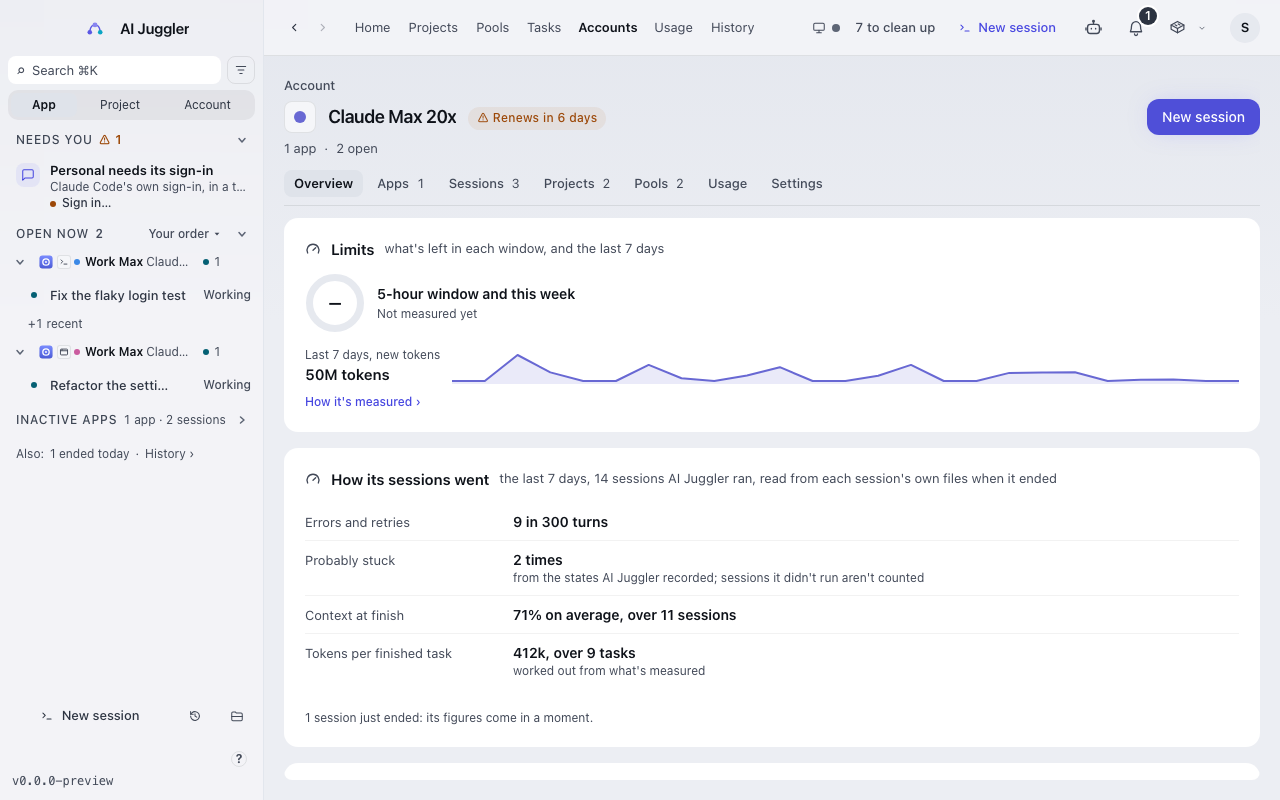 AI Juggler
Search ⌘K
App Project Account
NEEDS YOU 1
Personal needs its sign-in
Claude Code's own sign-in, in a t…
Sign in…
OPEN NOW 2 Your order
Work Max Claud… 1
Fix the flaky login test Working
+1 recent
Work Max Claud… 1
Refactor the setti… Working
INACTIVE APPS 1 app · 2 sessions
Also: 1 ended today · History ›
New session
?
v0.0.0-preview
Home Projects Pools Tasks Accounts Usage History
7 to clean up
New session
1
S
Account
Claude Max 20x Renews in 6 days
New session
1 app · 2 open
Overview Apps 1 Sessions 3 Projects 2 Pools 2 Usage Settings
Limits what's left in each window, and the last 7 days
–
5-hour window and this week
Not measured yet
Last 7 days, new tokens
50M tokens
How it's measured ›
How its sessions went the last 7 days, 14 sessions AI Juggler ran, read from each session's own files when it ended
Errors and retries 9 in 300 turns
Probably stuck 2 times
from the states AI Juggler recorded; sessions it didn't run aren't counted
Context at finish 71% on average, over 11 sessions
Tokens per finished task 412k, over 9 tasks
worked out from what's measured
1 session just ended: its figures come in a moment.